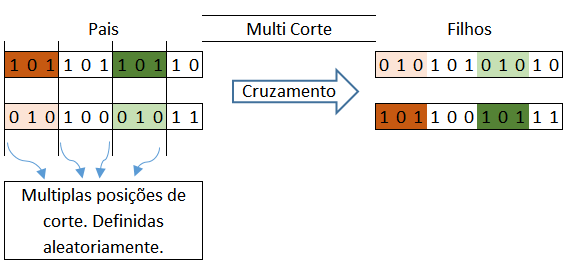 Pais Multi Corte Filhos
1 0 1 1 0 1 1 0 1 1 0
0 1 0 1 0 1 0 1 0 1 0
Cruzamento
0 1 0 1 0 0 0 1 0 1 1
1 0 1 1 0 0 1 0 1 1 1
Multiplas posições de
corte. Definidas
aleatoriamente.